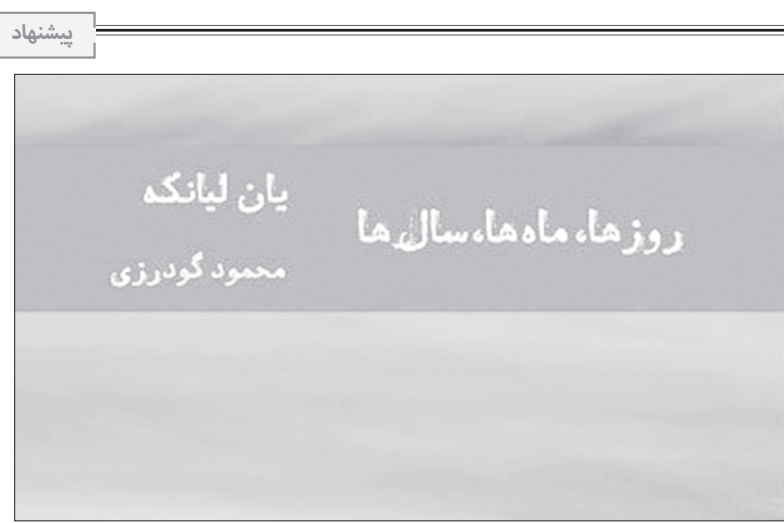 پیشنهاد
روزها، ماه‌ها، سال‌ها
یان لیانکه
محمود گودرزی